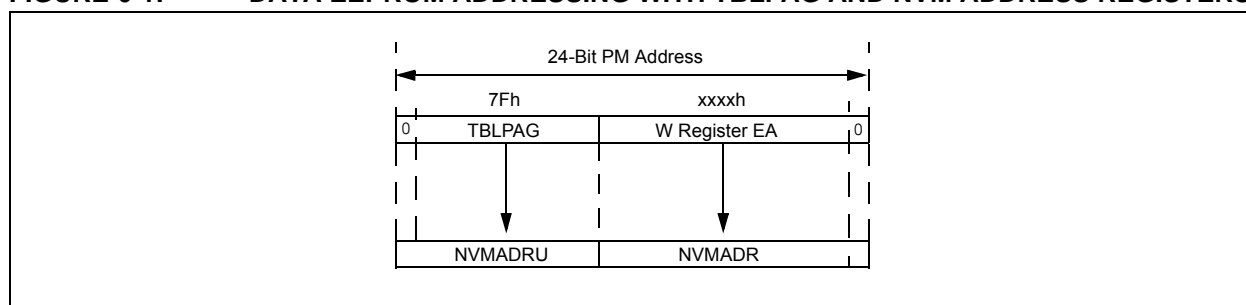 FIGURE DATA EEPROM ADDRESSING WITH TBLPAG AND NVM ADDRESS REGISTERS
24-Bit PM Address
7Fh xxxxh
0 TBLPAG W Register EA 0
NVMADRU NVMADR